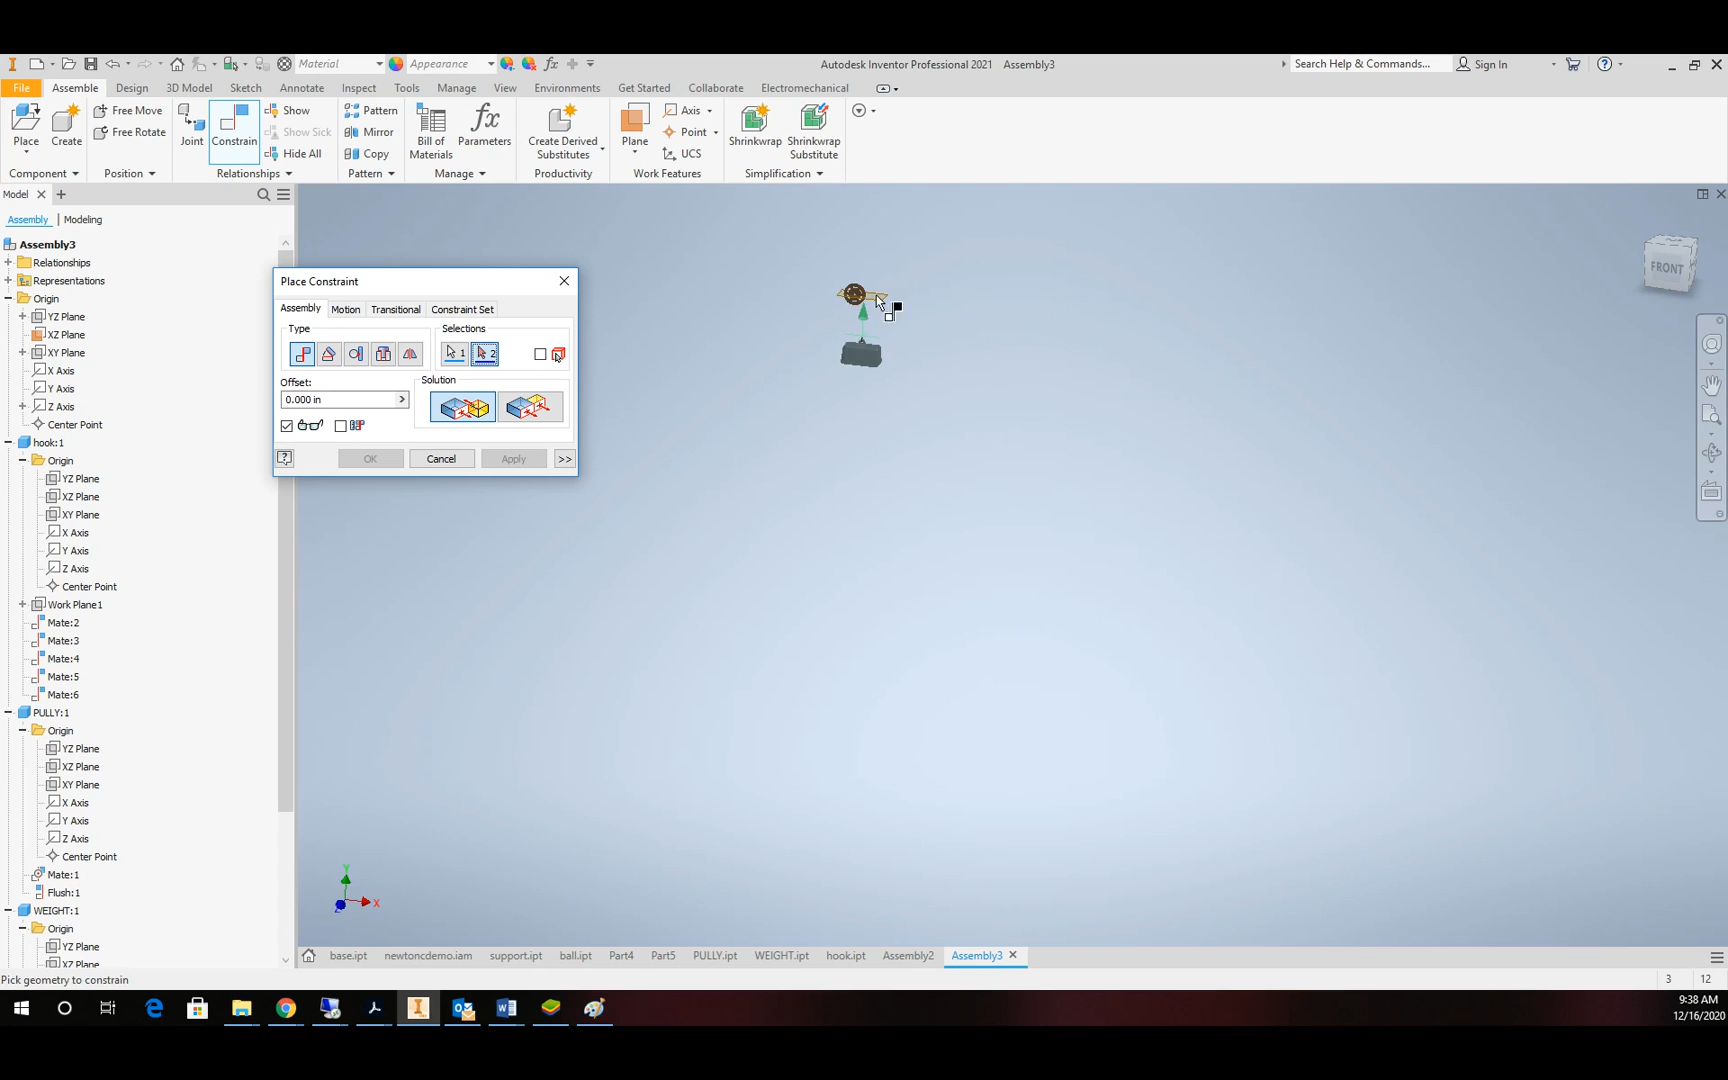 Material
Appearance
Autodesk Inventor Professional 2021 Assembly3
Search Help & Commands...
Sign In
File Assemble Design 3D Model Sketch Annotate Inspect Tools Manage View Environments Get Started Collaborate Electromechanical
Place
Create
Free Move
Free Rotate
Joint
Constrain
Show
Show Sick
Hide All
Pattern
Mirror
Copy
Bill of
Materials
Parameters
Create Derived
Substitutes
Plane
Axis
Point
UCS
Shrinkwrap
Shrinkwrap
Substitute
Component Position Relationships Pattern Manage Productivity Work Features Simplification
Model
Assembly | Modeling
Assembly3
Relationships
Representations
Origin
YZ Plane
XZ Plane
XY Plane
X Axis
Y Axis
Z Axis
Center Point
hook:1
Origin
YZ Plane
XZ Plane
XY Plane
X Axis
Y Axis
Z Axis
Center Point
Work Plane1
Mate:2
Mate:3
Mate:4
Mate:5
Mate:6
PULLY:1
Origin
YZ Plane
XZ Plane
XY Plane
X Axis
Y Axis
Z Axis
Center Point
Mate:1
Flush:1
WEIGHT:1
Origin
YZ Plane
XZ Plane
Place Constraint
Assembly Motion Transitional Constraint Set
Type
Selections
1
2
Offset:
0.000 in
Solution
OK Cancel Apply >>
FRONT
Y
X
Z
base.ipt newtoncdemo.iam support.ipt ball.ipt Part4 Part5 PULLY.ipt WEIGHT.ipt hook.ipt Assembly2 Assembly3
Pick geometry to constrain
3 12
9:38 AM
12/16/2020